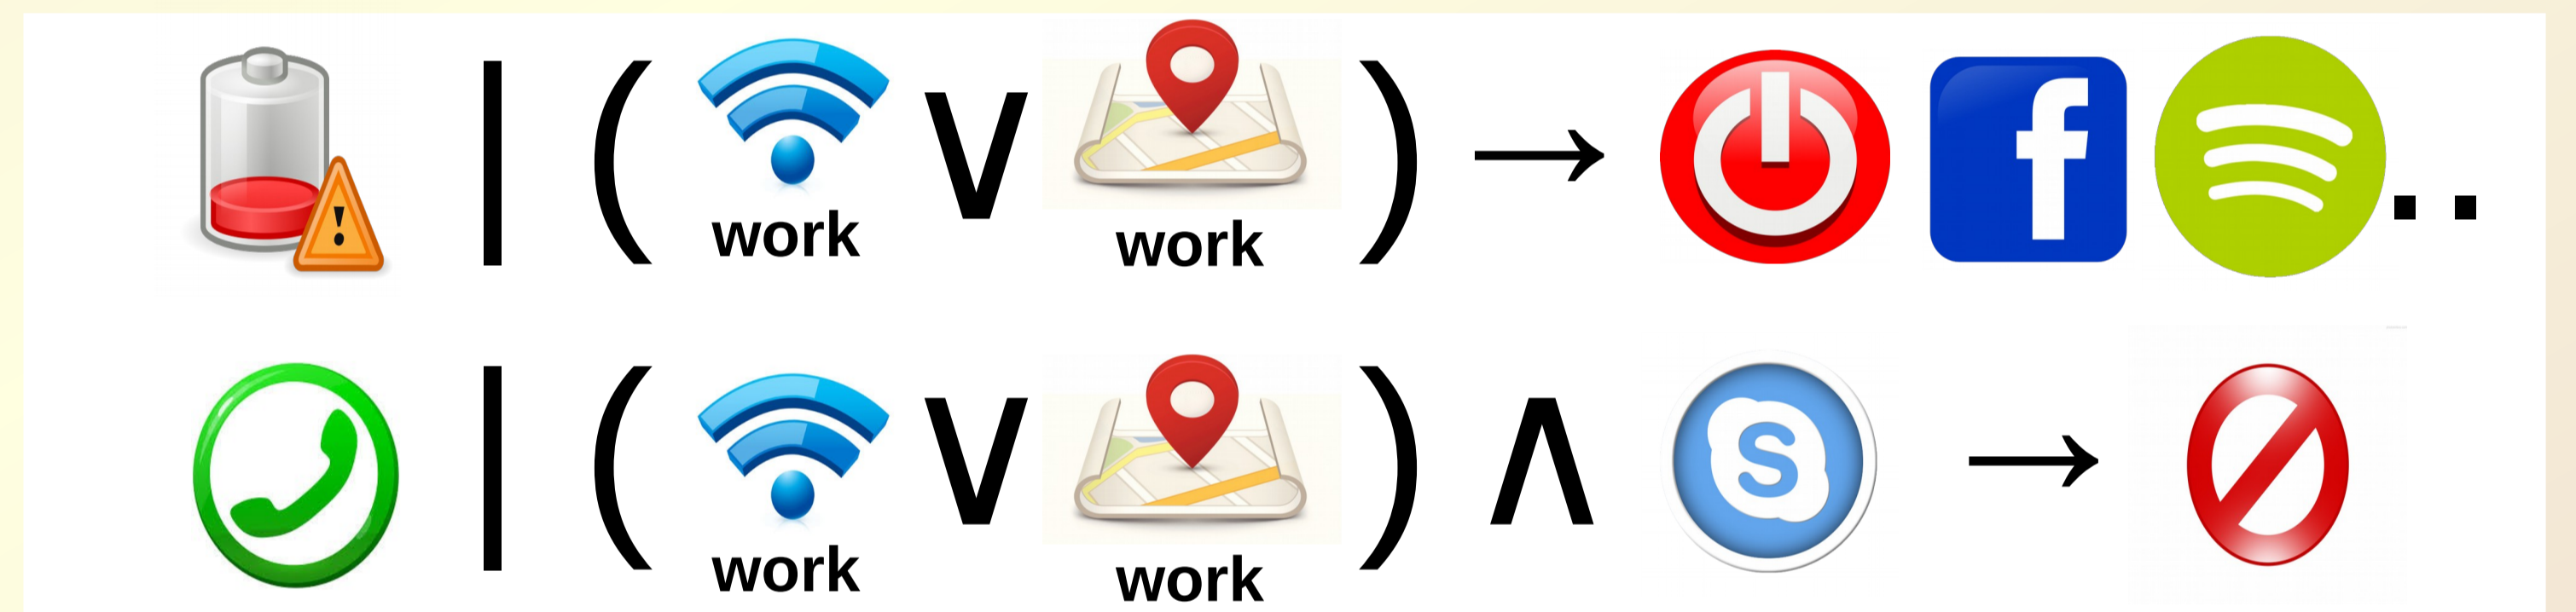 | ( V ) → f ..
work work
| ( V ) Λ S →
work work